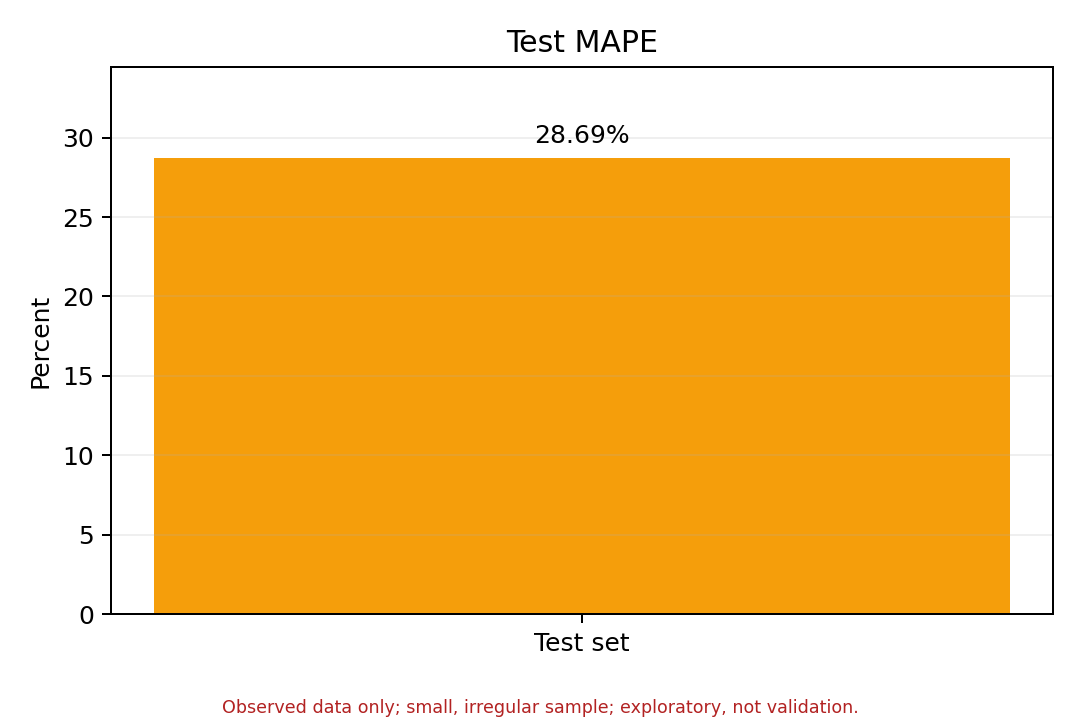 Test MAPE
28.69%
30
25
20
15
10
5
0
Percent
Test set
Observed data only; small, irregular sample; exploratory, not validation.